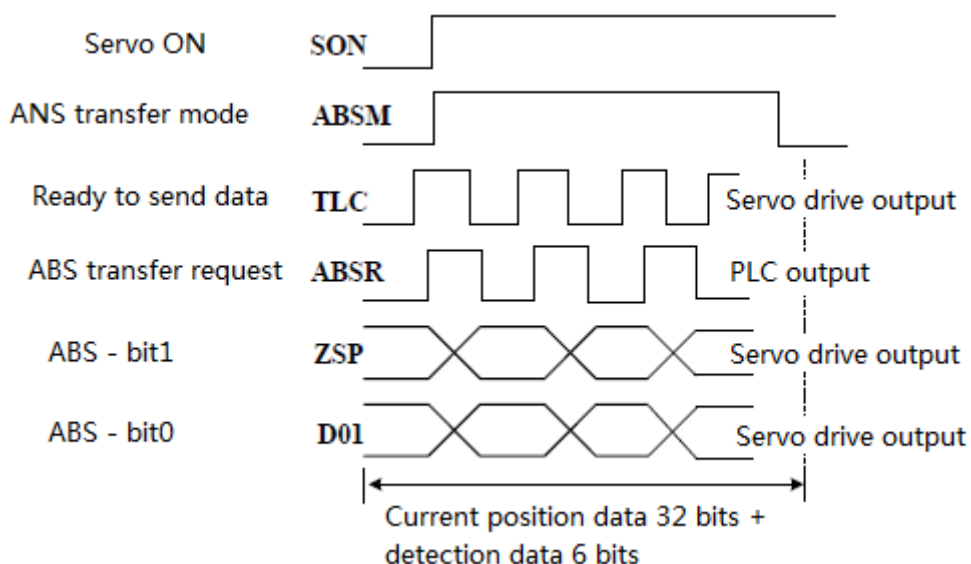 Servo ON SON
ANS transfer mode ABSM
Ready to send data TLC Servo drive output
ABS transfer request ABSR PLC output
ABS - bit1 ZSP Servo drive output
ABS - bit0 D01 Servo drive output
Current position data 32 bits +
detection data 6 bits